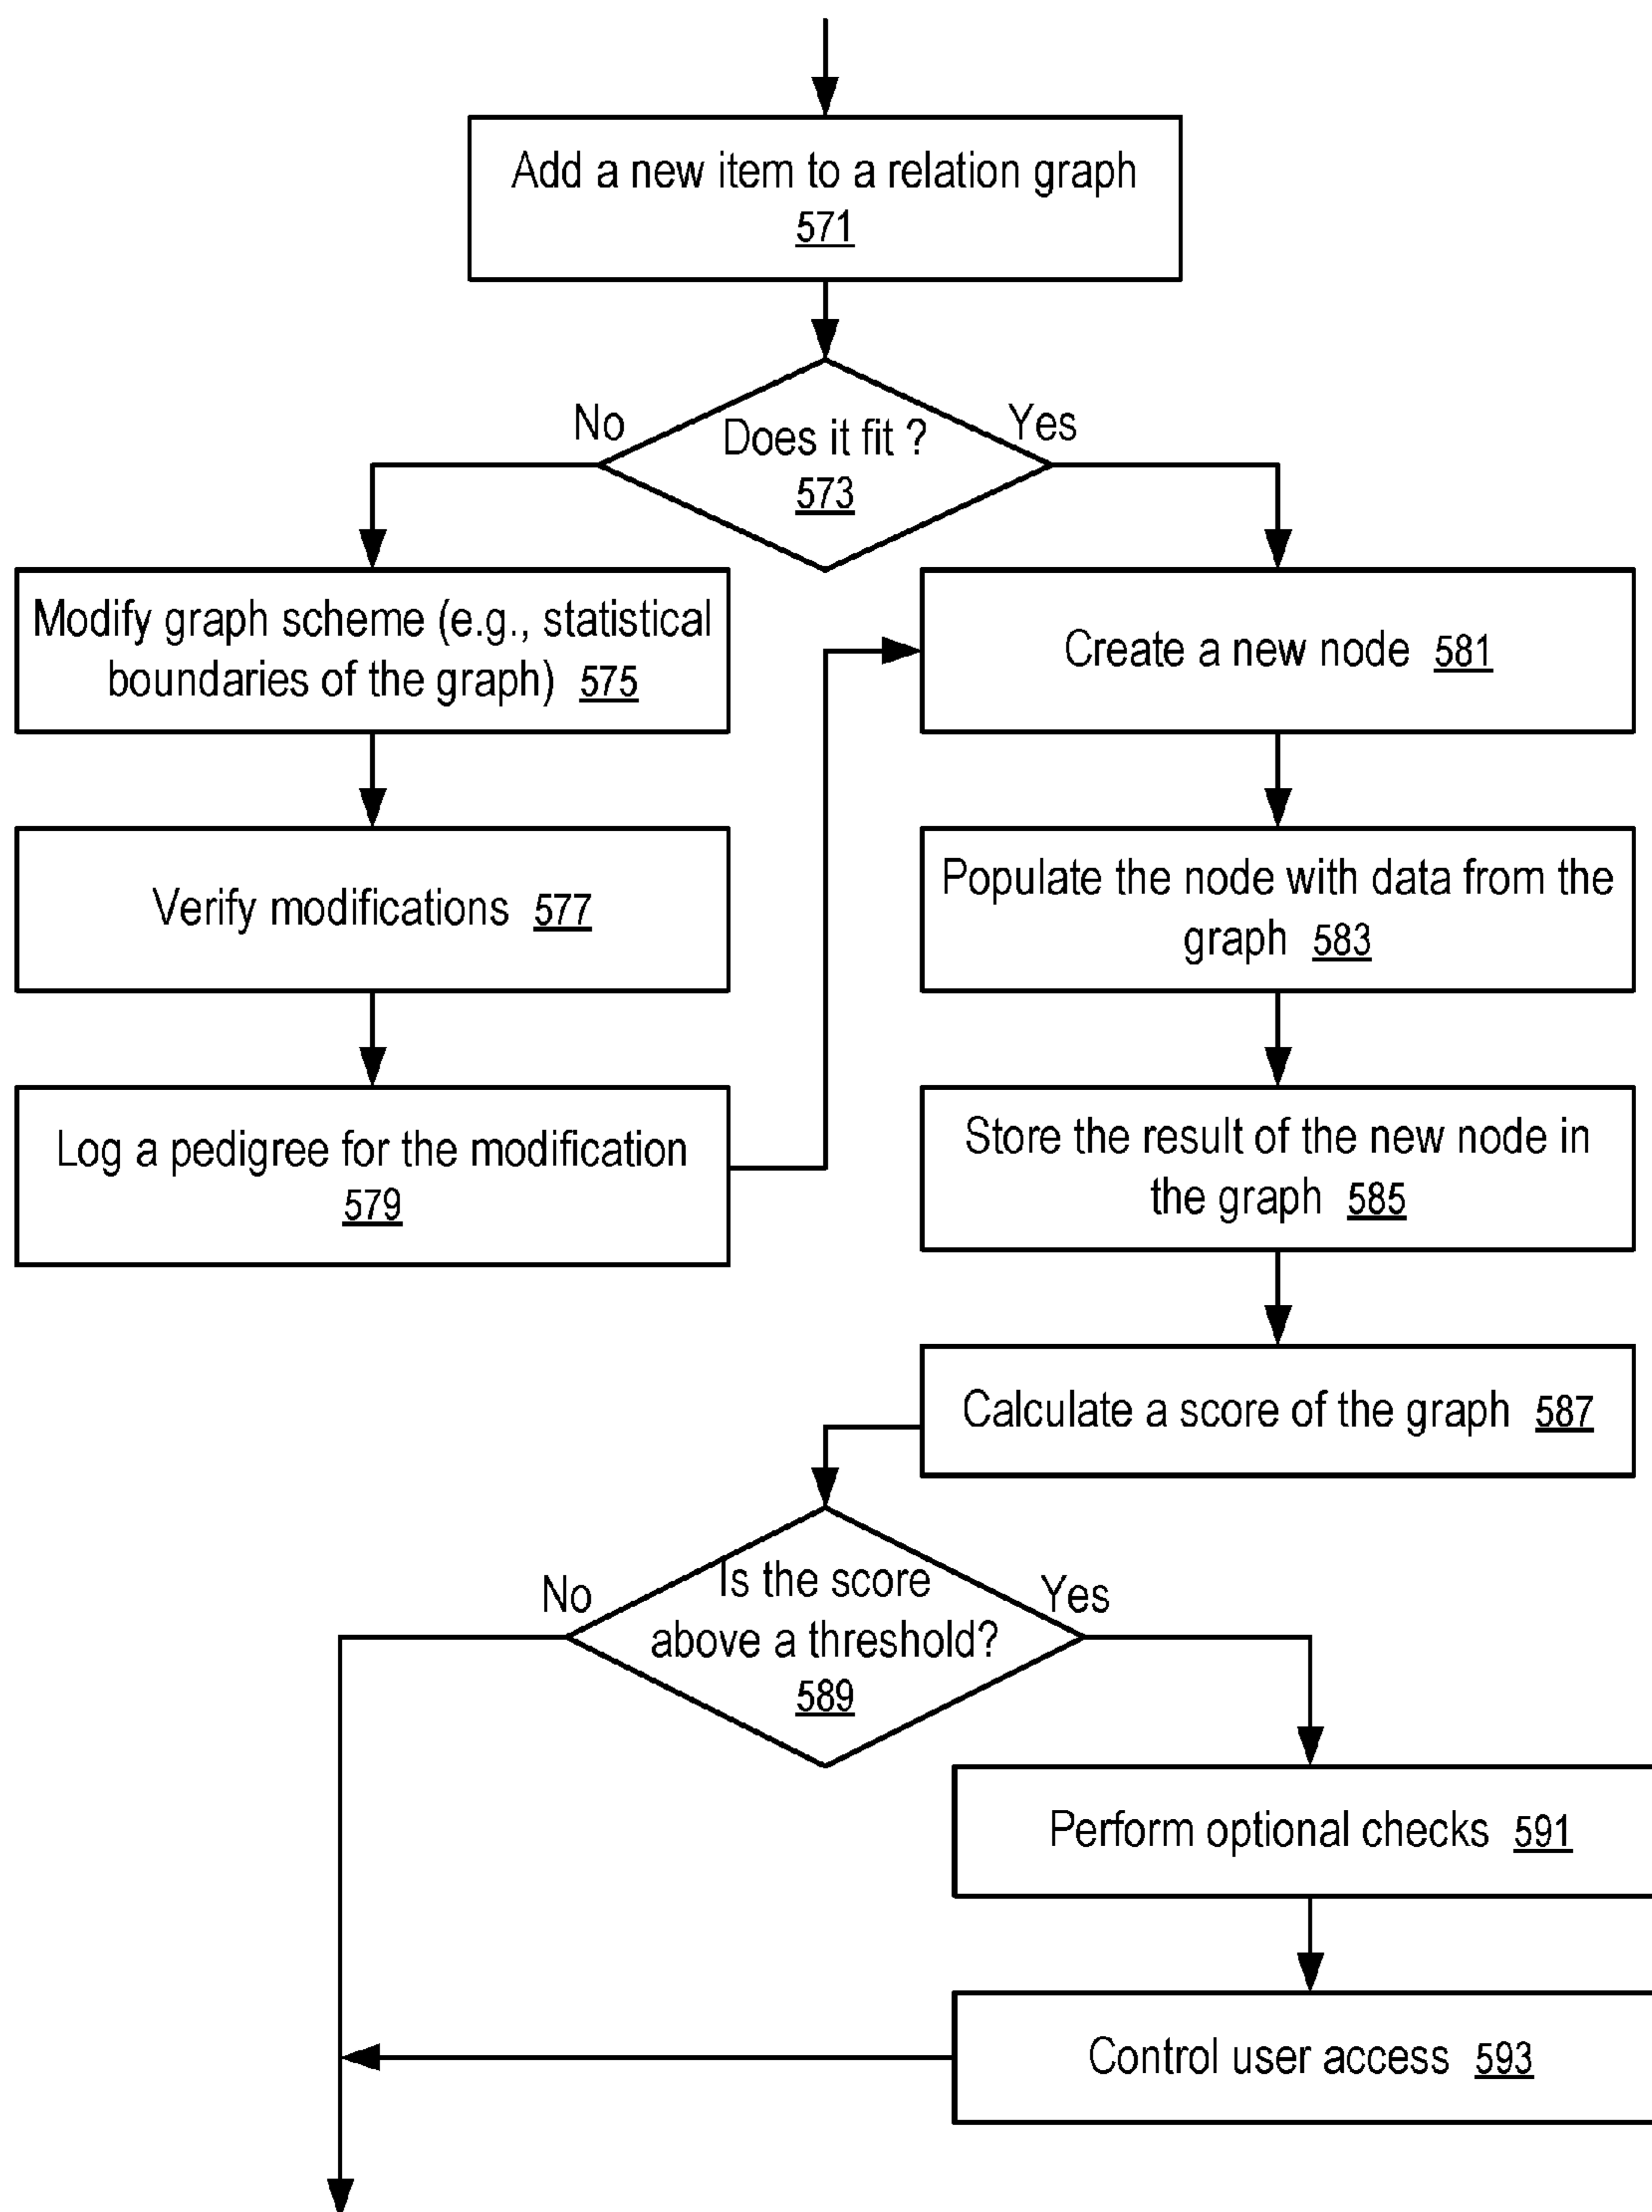 Add a new item to a relation graph
571
No
Yes
Does it fit ?
573
Modify graph scheme (e.g., statistical
boundaries of the graph) 575
Create a new node 581
Verify modifications 577
Populate the node with data from the
graph 583
Log a pedigree for the modification
579
Store the result of the new node in
the graph 585
Calculate a score of the graph 587
No
Yes
Is the score
above a threshold?
589
Perform optional checks 591
Control user access 593